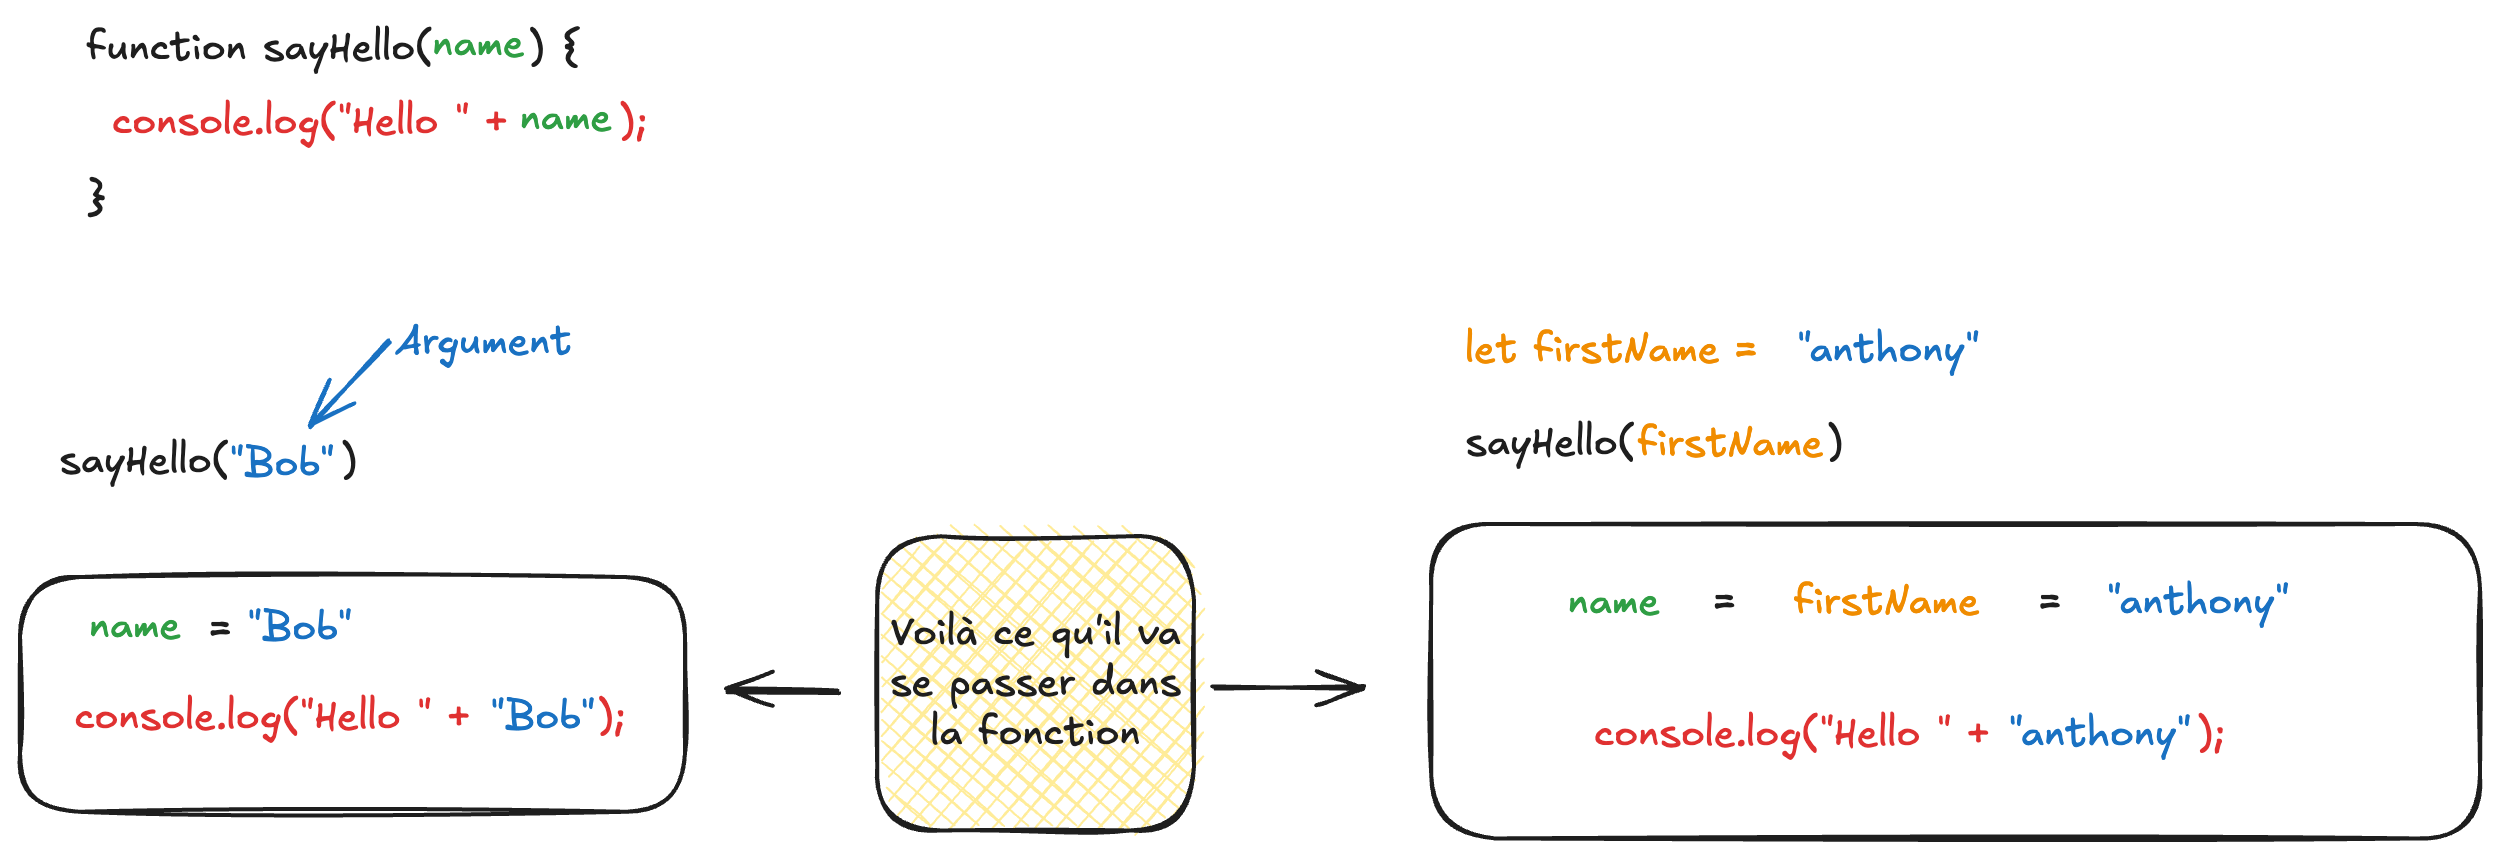 function sayHello(name) {
console.log("Hello " + name);
}
Argument
sayHello("Bob")
let firstName = "anthony"
sayHello(firstName)
name = "Bob"
console.log("Hello " + "Bob");
Voilà ce qu'il va
se passer dans
la fonction
name = firstName = "anthony"
console.log("Hello " + "anthony");